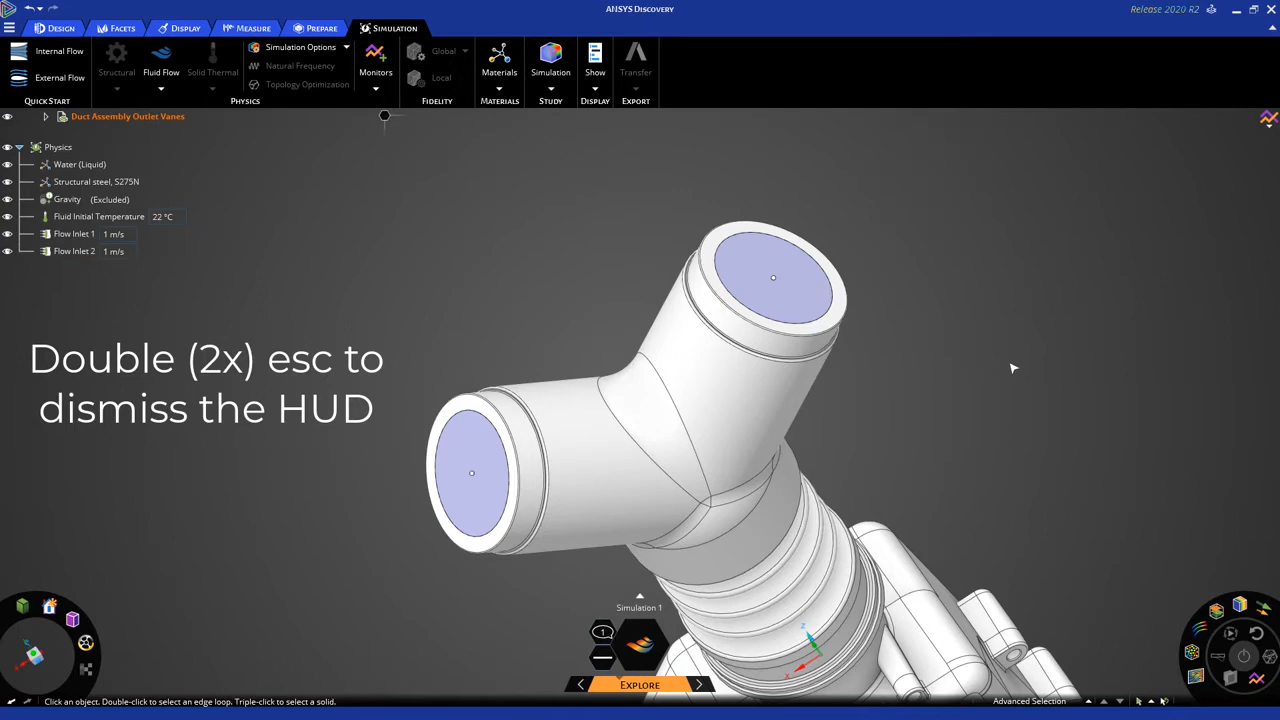 ANSYS Discovery
Release 2020 R2
DESIGN
FACETS
DISPLAY
MEASURE
PREPARE
SIMULATION
Internal Flow
External Flow
QUICK START
Structural
Fluid Flow
Solid Thermal
Simulation Options
Natural Frequency
Topology Optimization
PHYSICS
Monitors
Global
Local
FIDELITY
Materials
MATERIALS
Simulation
STUDY
Show
DISPLAY
Transfer
EXPORT
Duct Assembly Outlet Vanes
Physics
Water (Liquid)
Structural steel, S275N
Gravity (Excluded)
Fluid Initial Temperature 22 °C
Flow Inlet 1 1 m/s
Flow Inlet 2 1 m/s
Double (2x) esc to
dismiss the HUD
Simulation 1
1
EXPLORE
z
x
Click an object. Double-click to select an edge loop. Triple-click to select a solid.
Advanced Selection